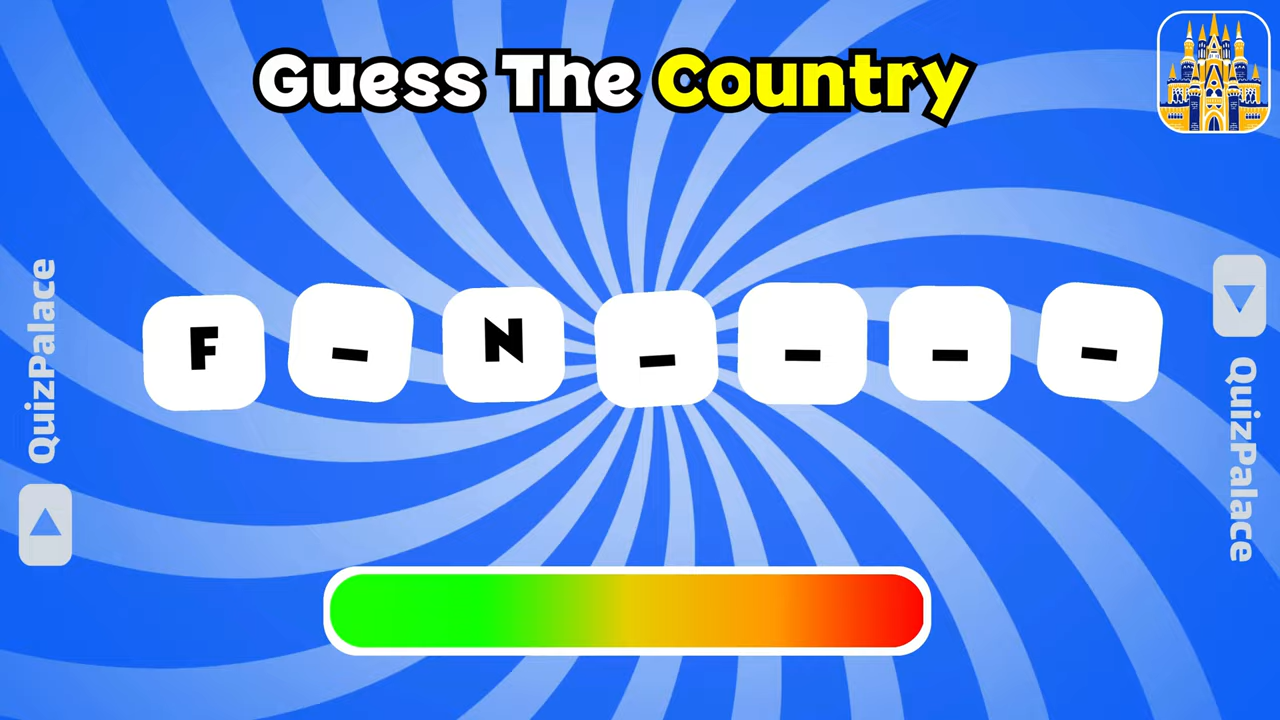 Guess The Country
F _ N _ _ _ _
QuizPalace
QuizPalace